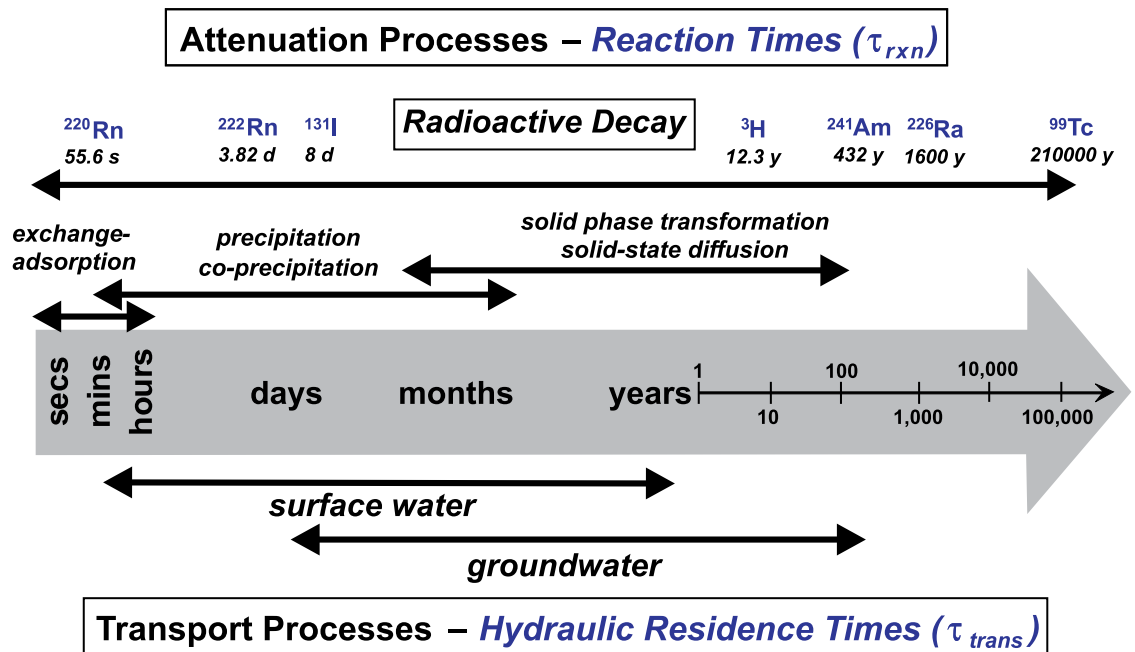 Attenuation Processes – Reaction Times (τrxn)
Radioactive Decay
²²⁰Rn
55.6 s
²²²Rn
3.82 d
¹³¹I
8 d
³H
12.3 y
²⁴¹Am
432 y
²²⁶Ra
1600 y
⁹⁹Tc
210000 y
exchange-
adsorption
precipitation
co-precipitation
solid phase transformation
solid-state diffusion
secs
mins
hours
days
months
years
1
10
100
1,000
10,000
100,000
surface water
groundwater
Transport Processes – Hydraulic Residence Times (τtrans)